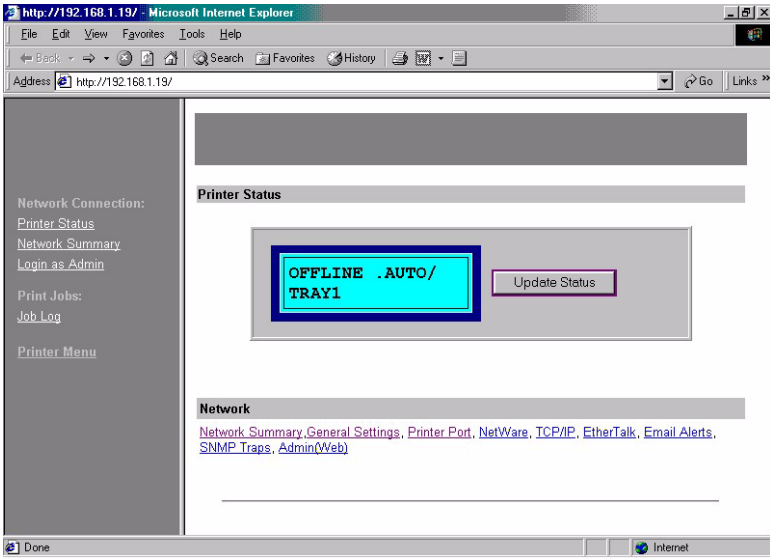 http://192.168.1.19/ - Microsoft Internet Explorer
File Edit View Favorites Tools Help
Back Search Favorites History
Address http://192.168.1.19/ Go Links »
Network Connection:
Printer Status
Network Summary
Login as Admin
Print Jobs:
Job Log
Printer Menu
Printer Status
OFFLINE .AUTO/
TRAY1
Update Status
Network
Network Summary,General Settings, Printer Port, NetWare, TCP/IP, EtherTalk, Email Alerts,
SNMP Traps, Admin(Web)
Done Internet